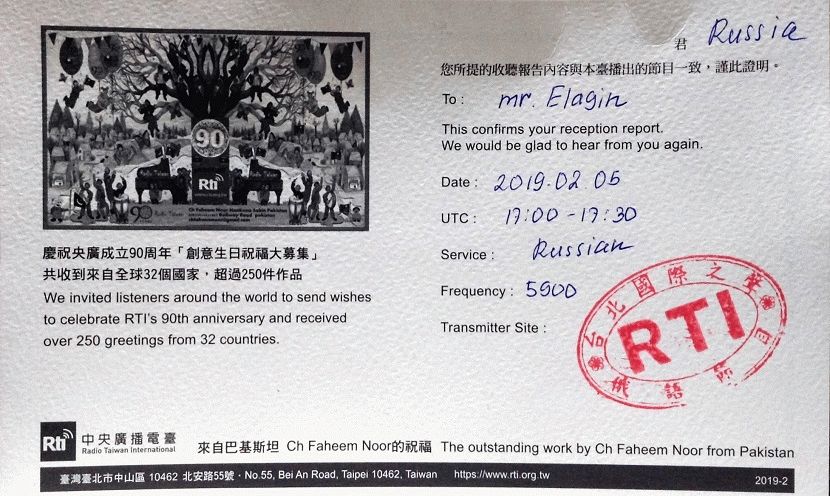 90
Rti
Ch Faheem Noor
Railway Road pakistan
90
慶祝央廣成立90周年「創意生日祝福大募集」
共收到來自全球32個國家，超過250件作品
We invited listeners around the world to send wishes
to celebrate RTI's 90th anniversary and received
over 250 greetings from 32 countries.
君 Russia
您所提的收聽報告內容與本臺播出的節目一致，謹此證明。
To : mr. Elagin
This confirms your reception report.
We would be glad to hear from you again.
Date : 2019.02 05
UTC : 17:00 - 17:30
Service : Russian
Frequency : 5900
Transmitter Site :
台北國際之聲
RTI
俄語節目
Rti 中央廣播電臺
Radio Taiwan International
來自巴基斯坦 Ch Faheem Noor的祝福 The outstanding work by Ch Faheem Noor from Pakistan
臺灣臺北市中山區 10462 北安路55號 · No.55, Bei An Road, Taipei 10462, Taiwan https://www.rti.org.tw 2019-2